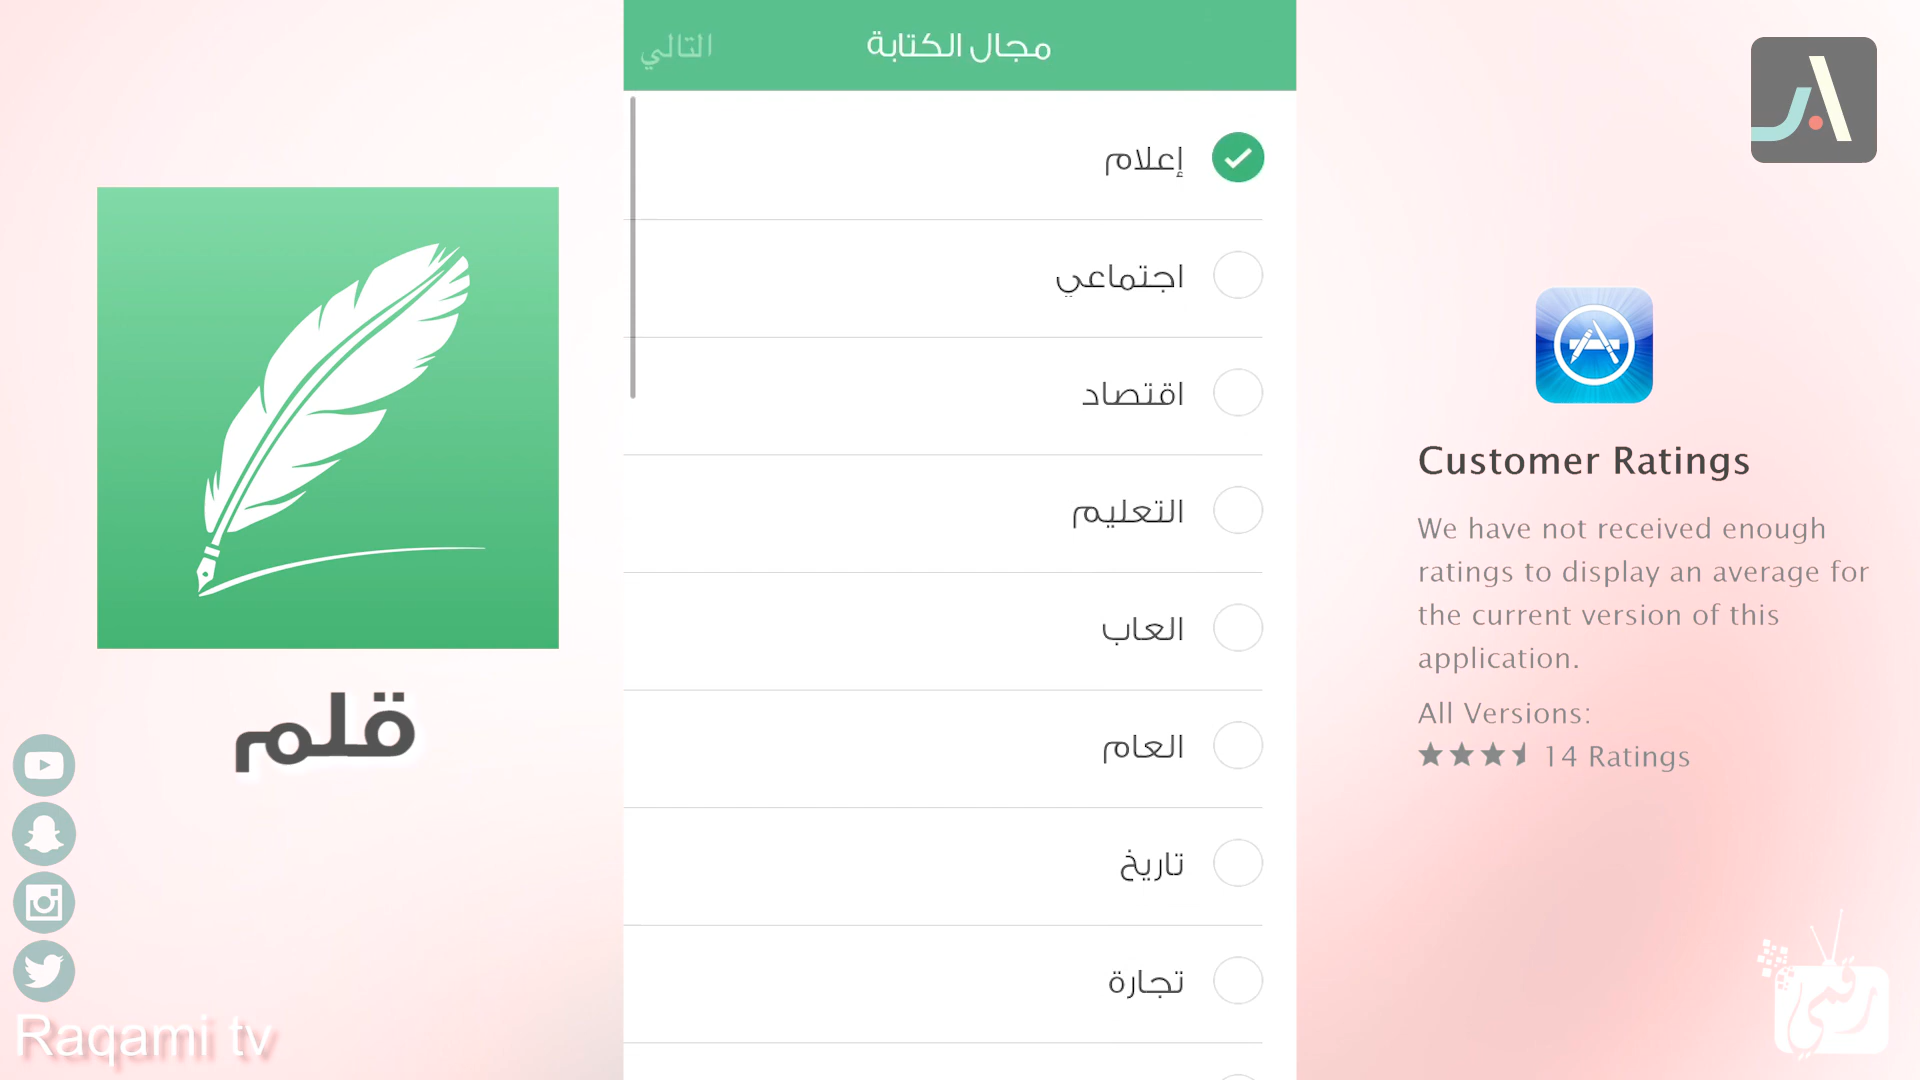 مجال الكتابة
التالي
إعلام
اجتماعي
اقتصاد
التعليم
العاب
العام
تاريخ
تجارة
قلم
Raqami tv
Customer Ratings
We have not received enough
ratings to display an average for
the current version of this
application.
All Versions:
14 Ratings
رقمي